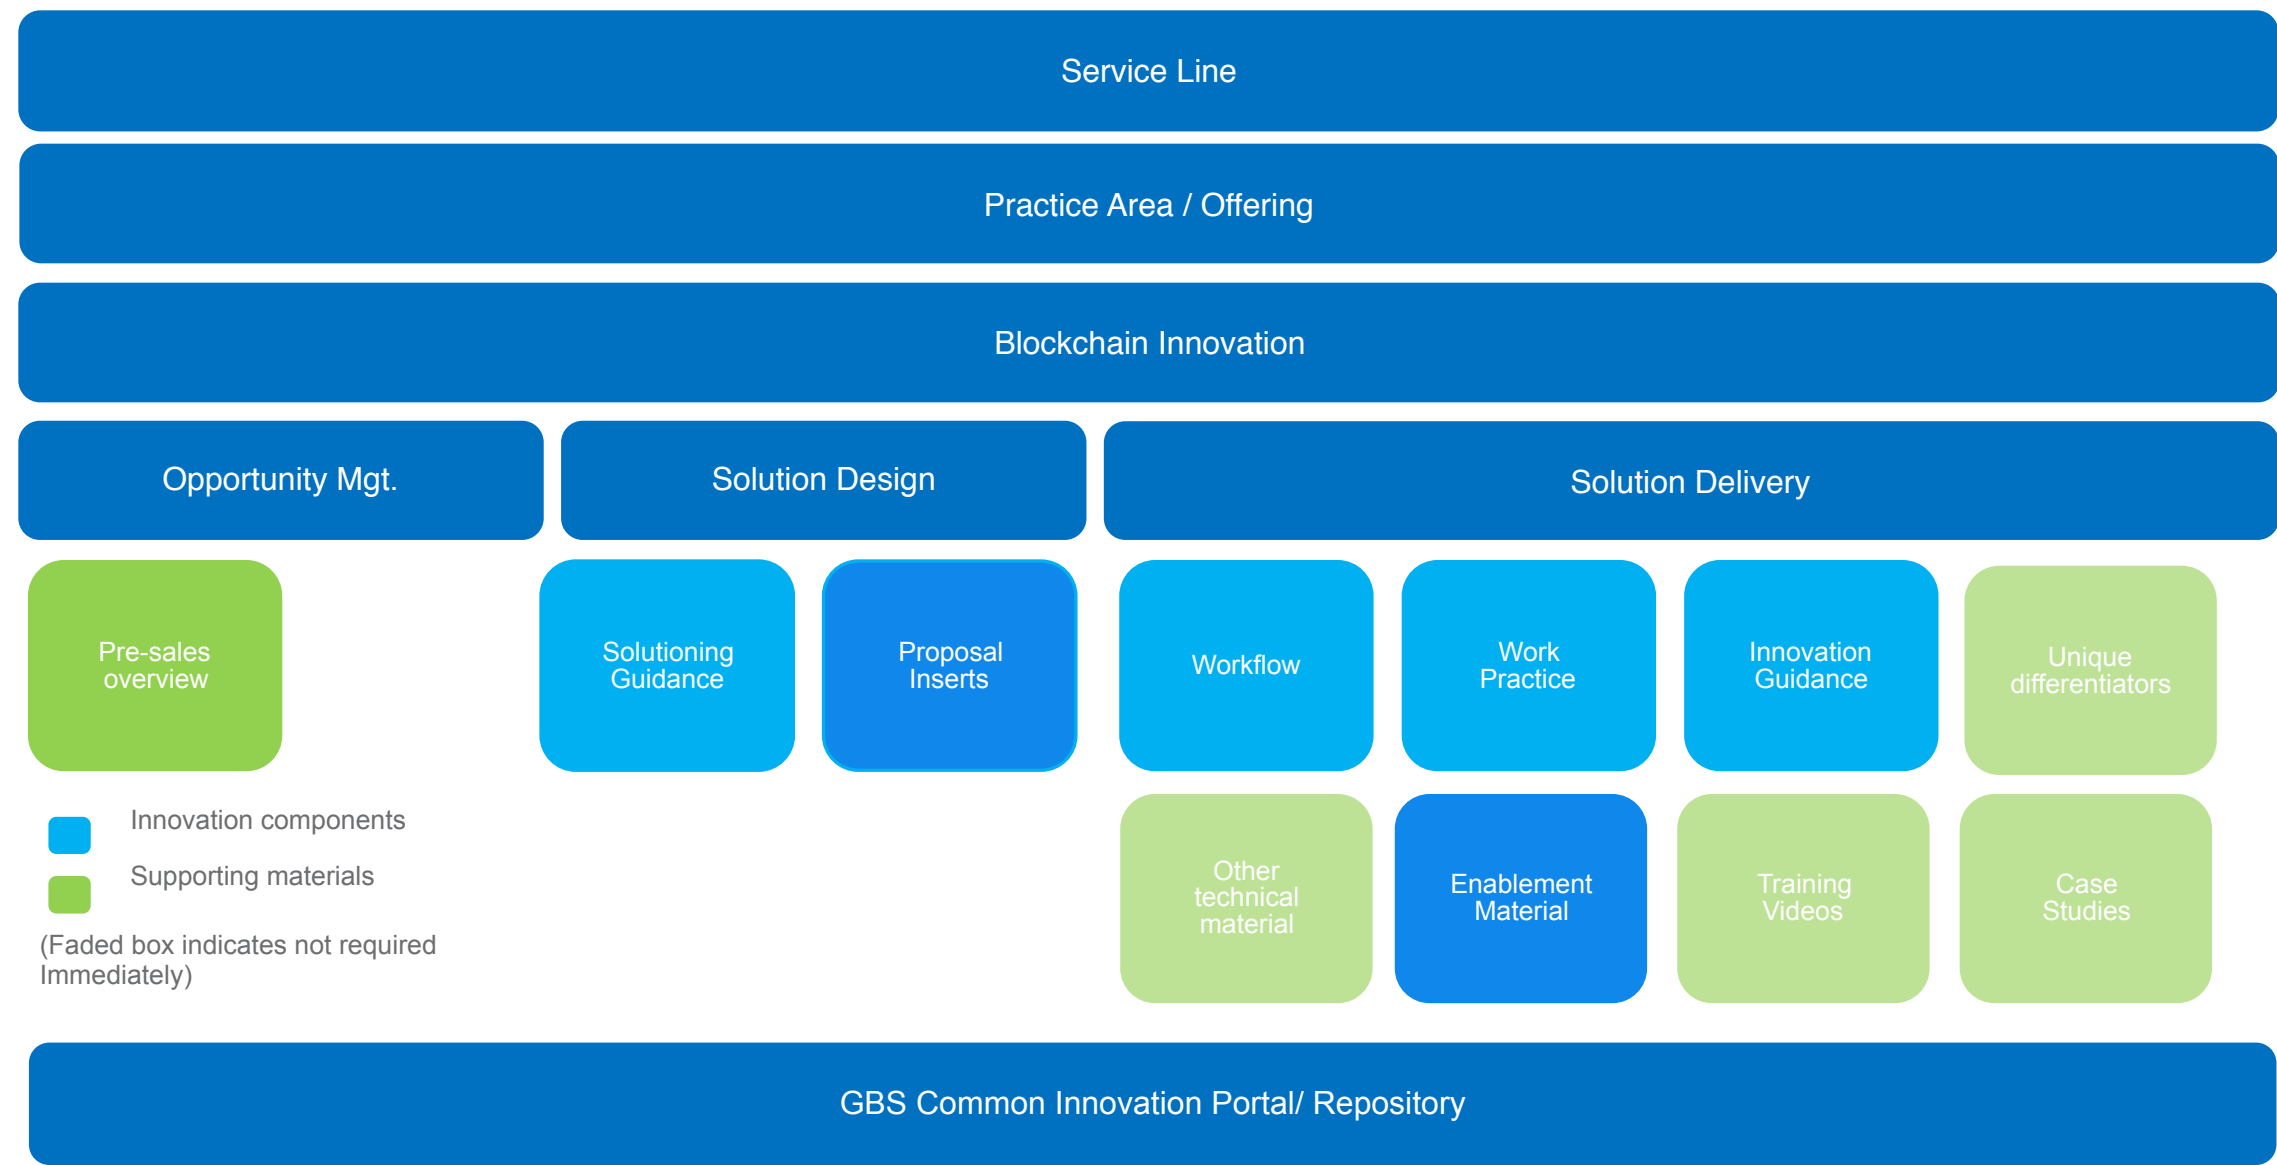 Service Line
Practice Area / Offering
Blockchain Innovation
Opportunity Mgt.
Solution Design
Solution Delivery
Pre-sales
overview
Solutioning
Guidance
Proposal
Inserts
Workflow
Work
Practice
Innovation
Guidance
Unique
differentiators
Innovation components
Supporting materials
(Faded box indicates not required
Immediately)
Other
technical
material
Enablement
Material
Training
Videos
Case
Studies
GBS Common Innovation Portal/ Repository